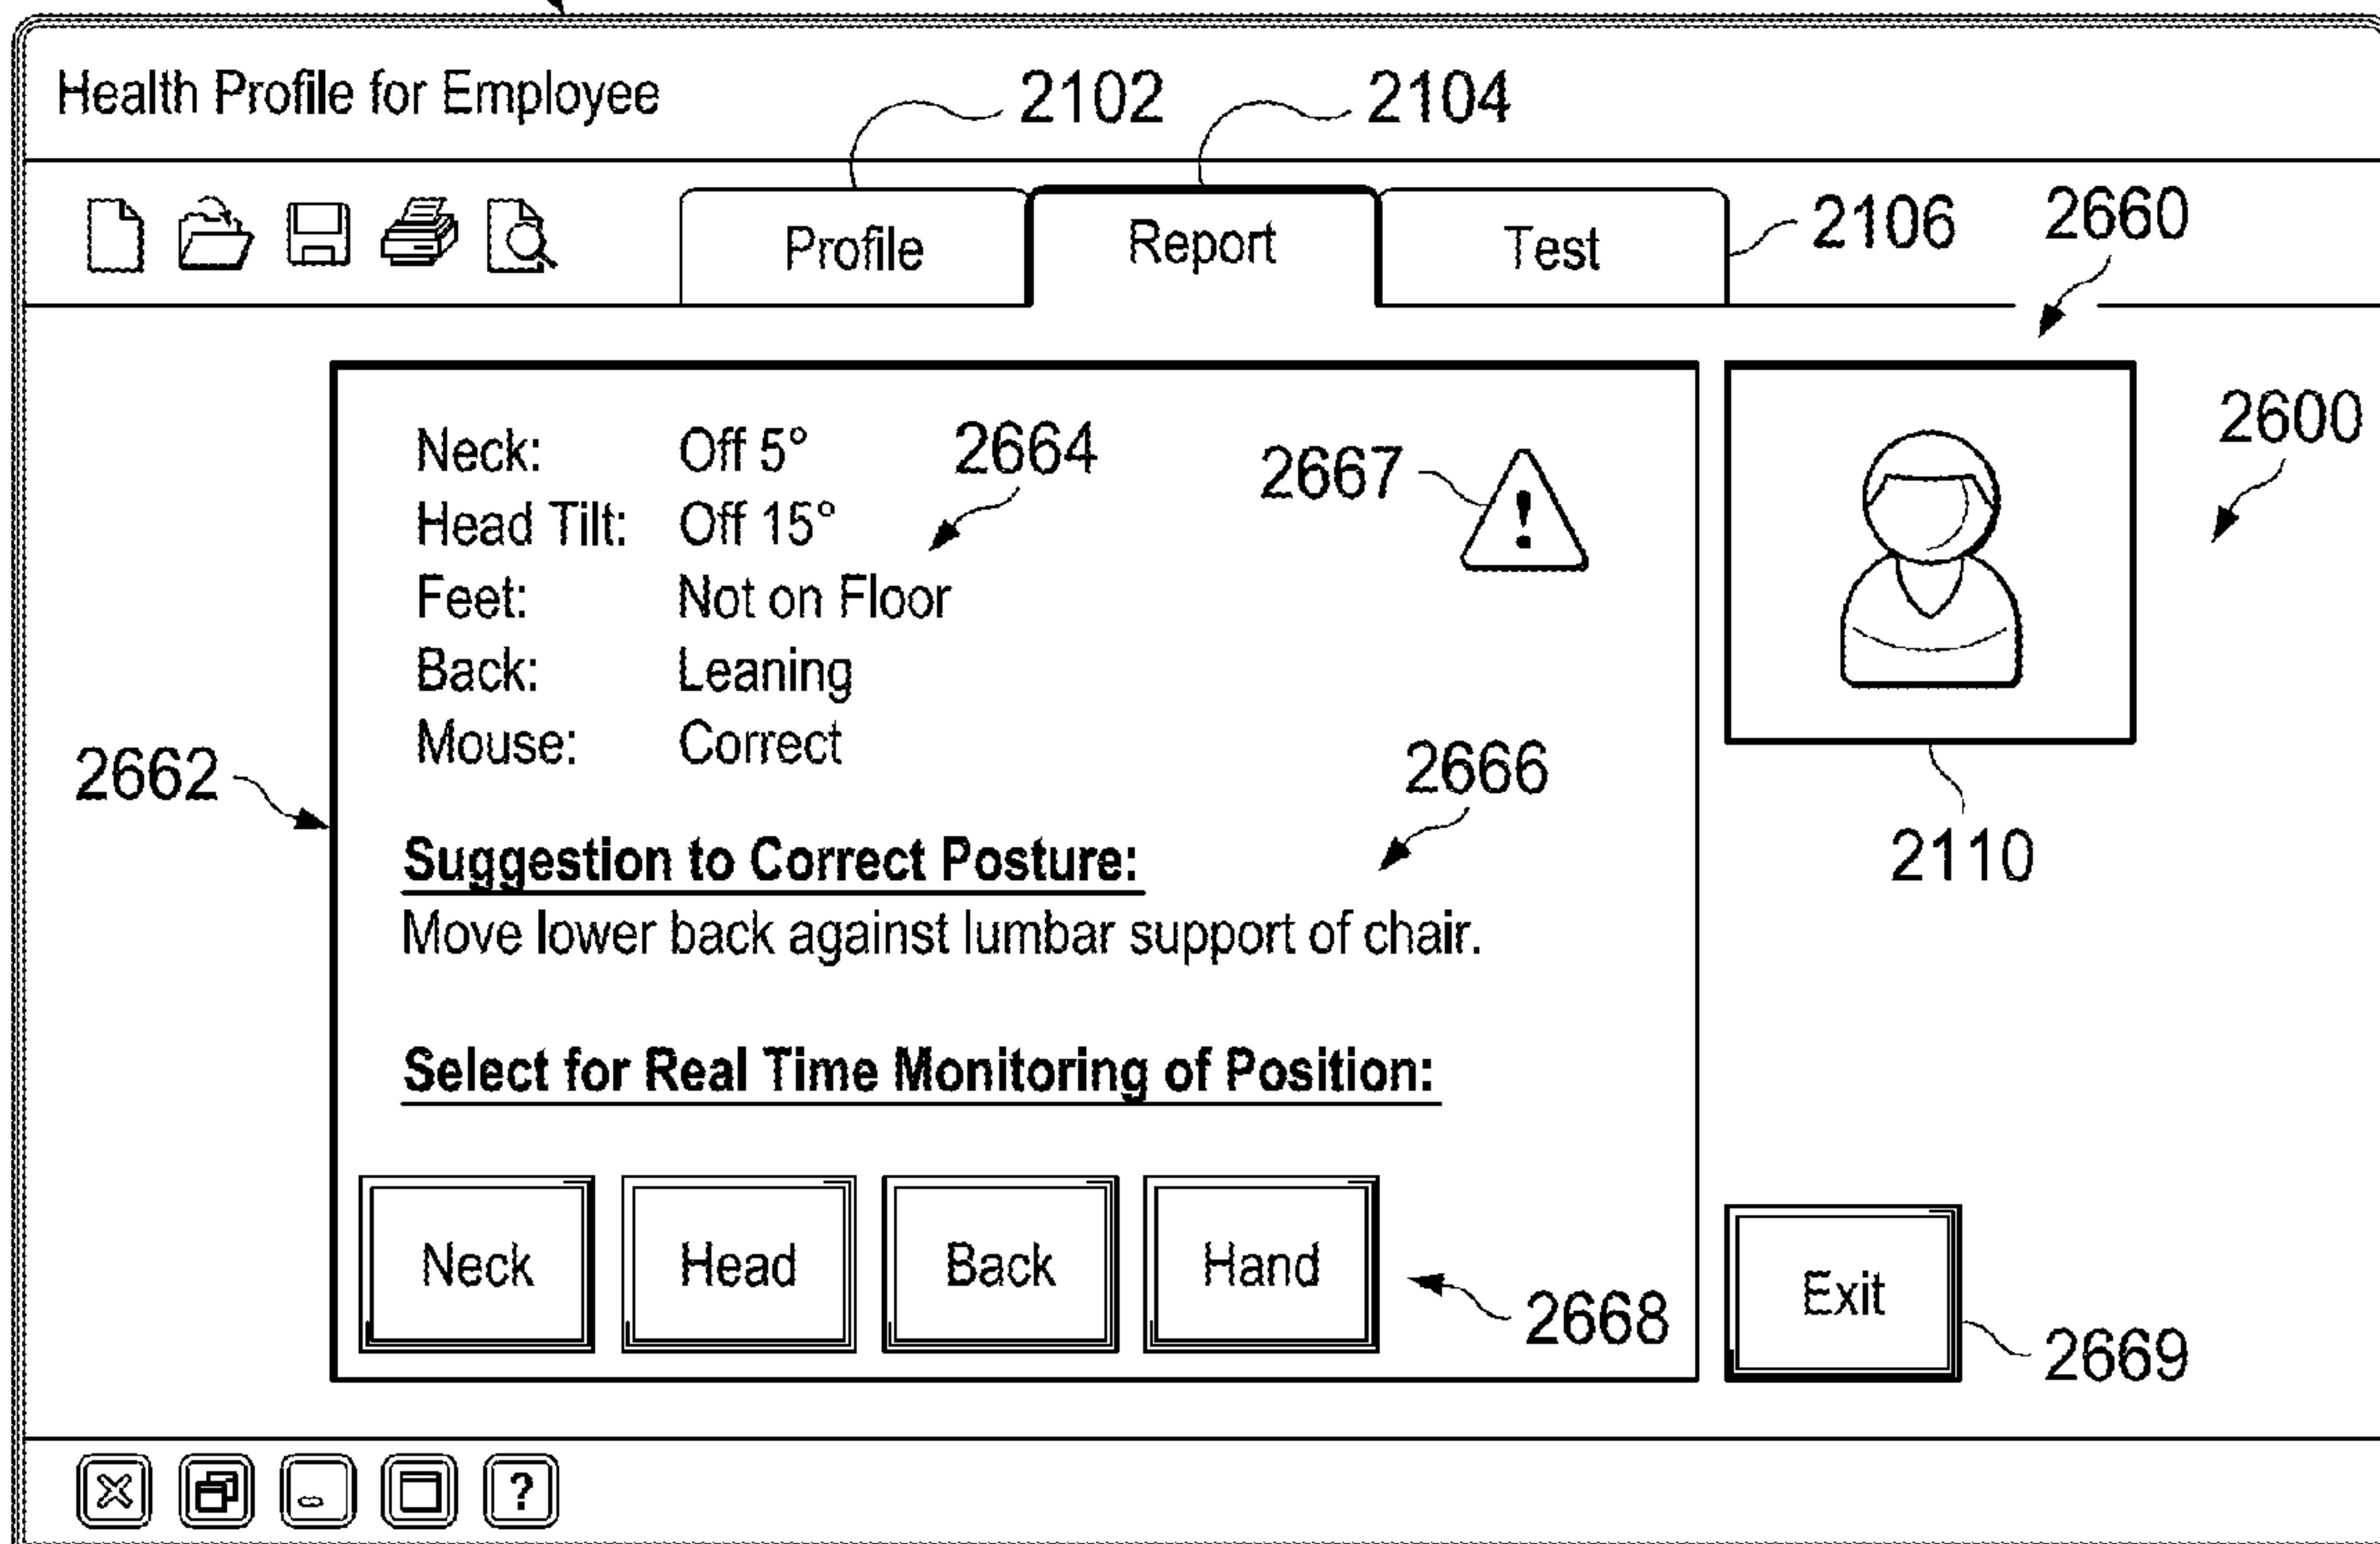 Health Profile for Employee
2102
2104
Profile
Report
Test
2106
2660
2600
Neck: Off 5°
2664
2667
!
Head Tilt: Off 15°
Feet: Not on Floor
Back: Leaning
Mouse: Correct
2662
2666
2110
Suggestion to Correct Posture:
Move lower back against lumbar support of chair.
Select for Real Time Monitoring of Position:
Neck
Head
Back
Hand
2668
Exit
2669
?